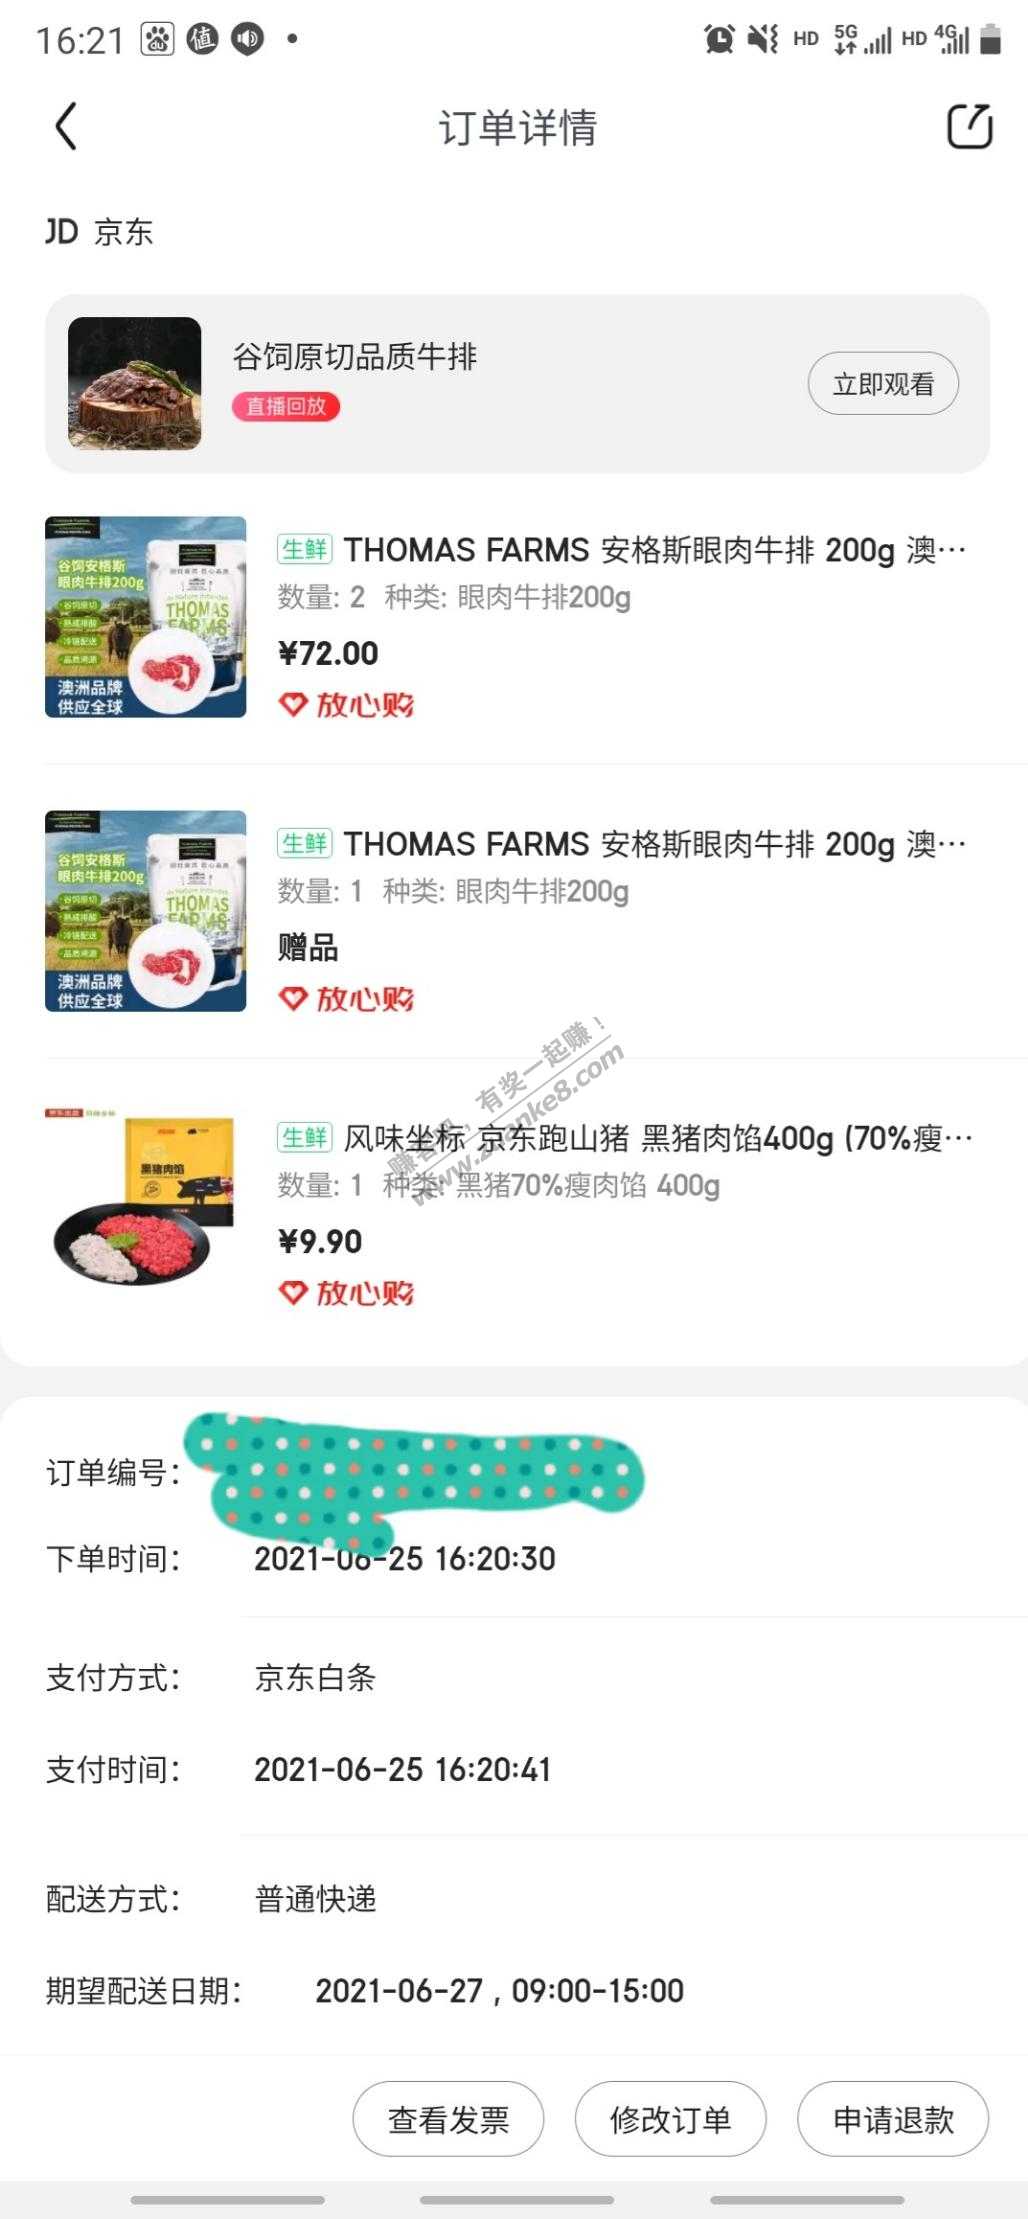 16:21 值 HD 5G HD 4G
订单详情
JD 京东
谷饲原切品质牛排
直播回放
立即观看
谷饲安格斯
眼肉牛排200g
谷饲原切
熟成排酸
冷链配送
品质溯源
THOMAS
FARMS
澳洲品牌
供应全球
生鲜 THOMAS FARMS 安格斯眼肉牛排 200g 澳…
数量: 2 种类: 眼肉牛排200g
¥72.00
放心购
谷饲安格斯
眼肉牛排200g
谷饲原切
熟成排酸
冷链配送
品质溯源
THOMAS
FARMS
澳洲品牌
供应全球
生鲜 THOMAS FARMS 安格斯眼肉牛排 200g 澳…
数量: 1 种类: 眼肉牛排200g
赠品
放心购
赚客吧，有奖一起赚！
www.zuanke8.com
黑猪肉馅
生鲜 风味坐标 京东跑山猪 黑猪肉馅400g (70%瘦…
数量: 1 种类: 黑猪70%瘦肉馅 400g
¥9.90
放心购
订单编号：
下单时间： 2021-06-25 16:20:30
支付方式： 京东白条
支付时间： 2021-06-25 16:20:41
配送方式： 普通快递
期望配送日期： 2021-06-27 , 09:00-15:00
查看发票 修改订单 申请退款